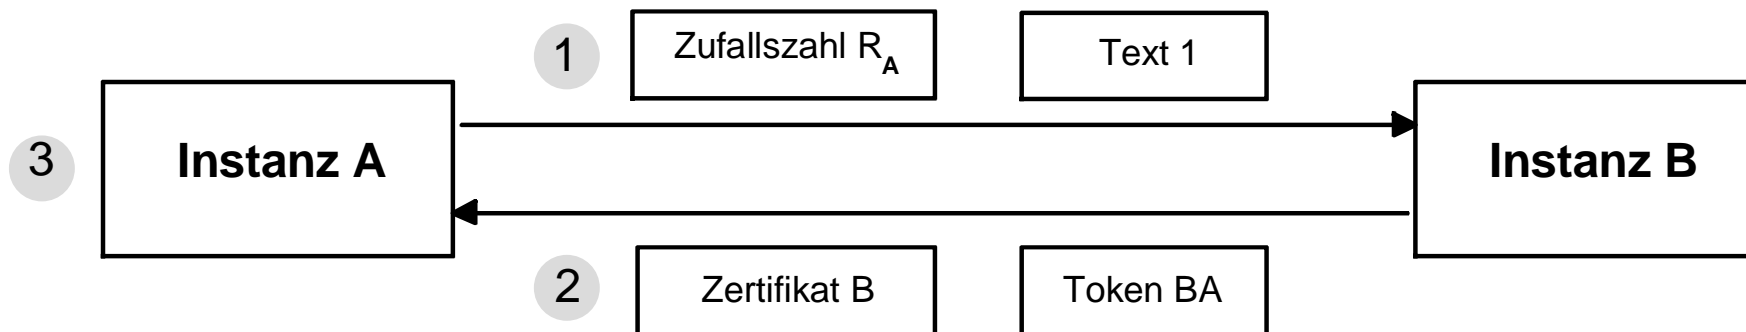 1
Zufallszahl R_A
Text 1
3
Instanz A
Instanz B
2
Zertifikat B
Token BA